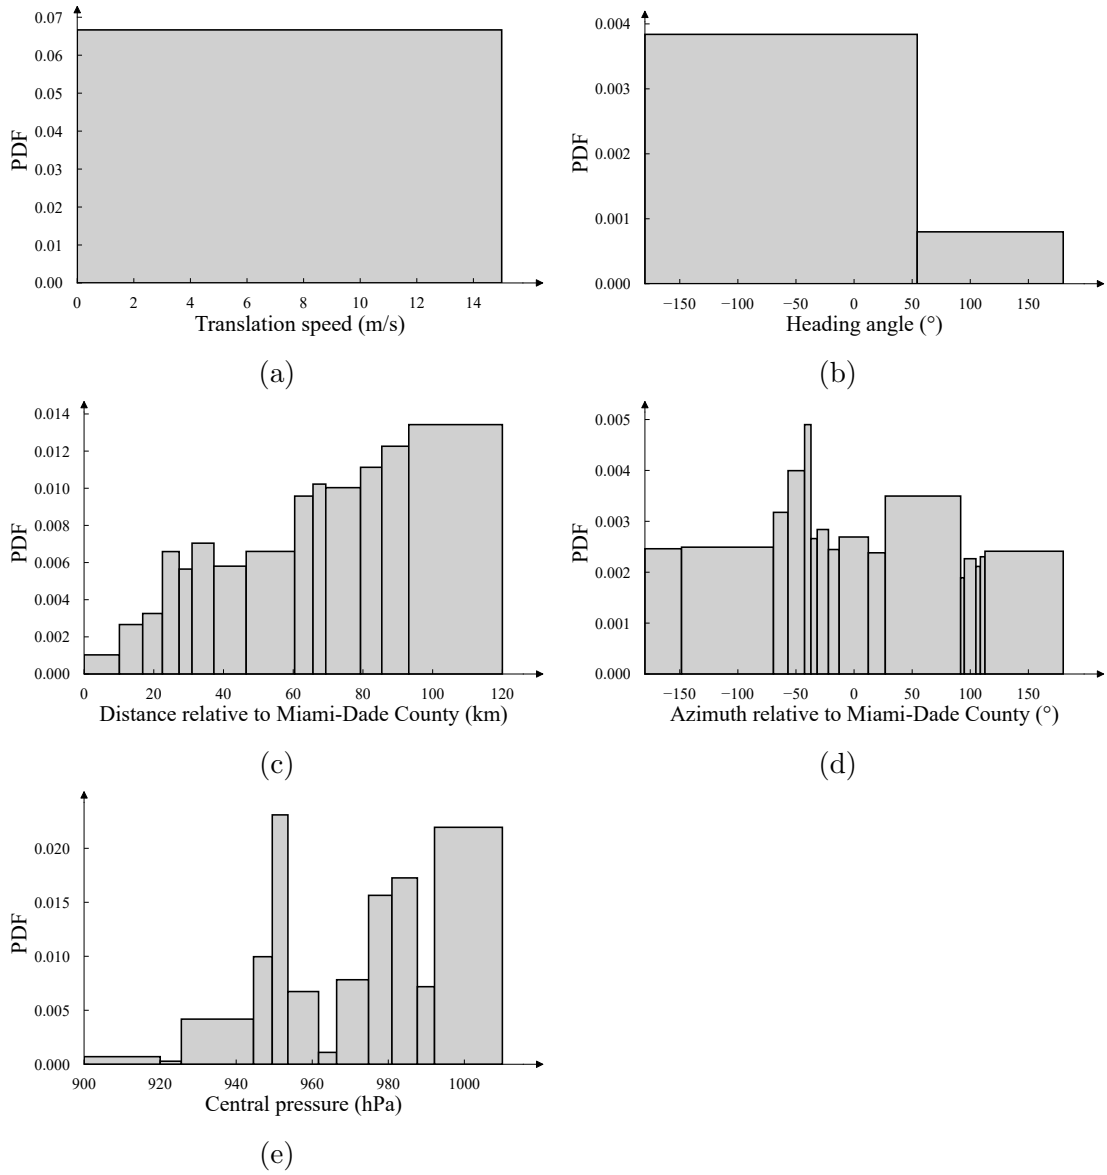 0.07
0.06
0.05
0.04
0.03
0.02
0.01
0.00
PDF
0 2 4 6 8 10 12 14
Translation speed (m/s)
(a)
0.004
0.003
0.002
0.001
0.000
PDF
−150 −100 −50 0 50 100 150
Heading angle (°)
(b)
0.014
0.012
0.010
0.008
0.006
0.004
0.002
0.000
PDF
0 20 40 60 80 100 120
Distance relative to Miami-Dade County (km)
(c)
0.005
0.004
0.003
0.002
0.001
0.000
PDF
−150 −100 −50 0 50 100 150
Azimuth relative to Miami-Dade County (°)
(d)
0.020
0.015
0.010
0.005
0.000
PDF
900 920 940 960 980 1000
Central pressure (hPa)
(e)